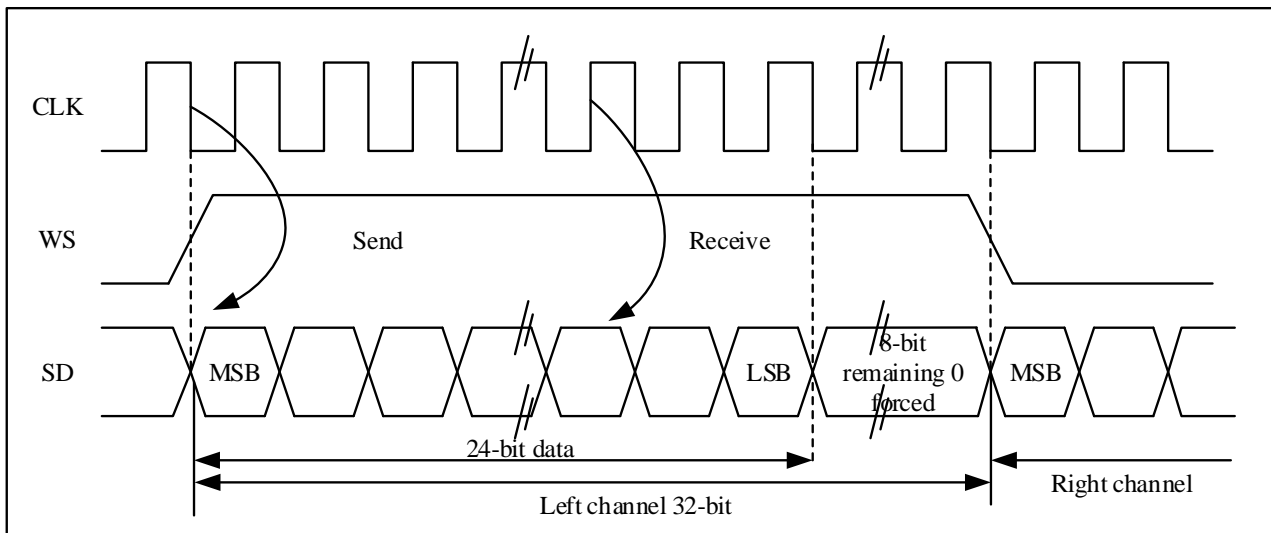 CLK
WS
Send
Receive
SD
MSB
LSB
8-bit
remaining 0
forced
MSB
24-bit data
Left channel 32-bit
Right channel